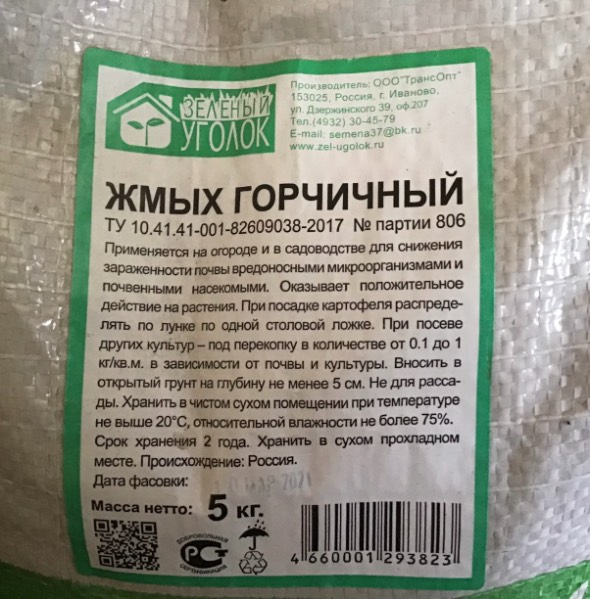 ЗЕЛЕНЫЙ
УГОЛОК
Производитель: ООО"ТрансОпт"
153025, Россия, г. Иваново,
ул. Дзержинского 39, оф.207
Тел.(4932) 30-45-79
E-mail: semena37@bk.ru
www.zel-ugolok.ru
ЖМЫХ ГОРЧИЧНЫЙ
ТУ 10.41.41-001-82609038-2017 № партии 806
Применяется на огороде и в садоводстве для снижения
зараженности почвы вредоносными микроорганизмами и
почвенными насекомыми. Оказывает положительное
действие на растения. При посадке картофеля распреде-
лять по лунке по одной столовой ложке. При посеве
других культур – под перекопку в количестве от 0.1 до 1
кг/кв.м. в зависимости от почвы и культуры. Вносить в
открытый грунт на глубину не менее 5 см. Не для расса-
ды. Хранить в чистом сухом помещении при температуре
не выше 20°С, относительной влажности не более 75%.
Срок хранения 2 года. Хранить в сухом прохладном
месте. Происхождение: Россия.
Дата фасовки: 2021
Масса нетто: 5 кг.
ДОБРОВОЛЬНАЯ
СЕРТИФИКАЦИЯ
4 660001 293823